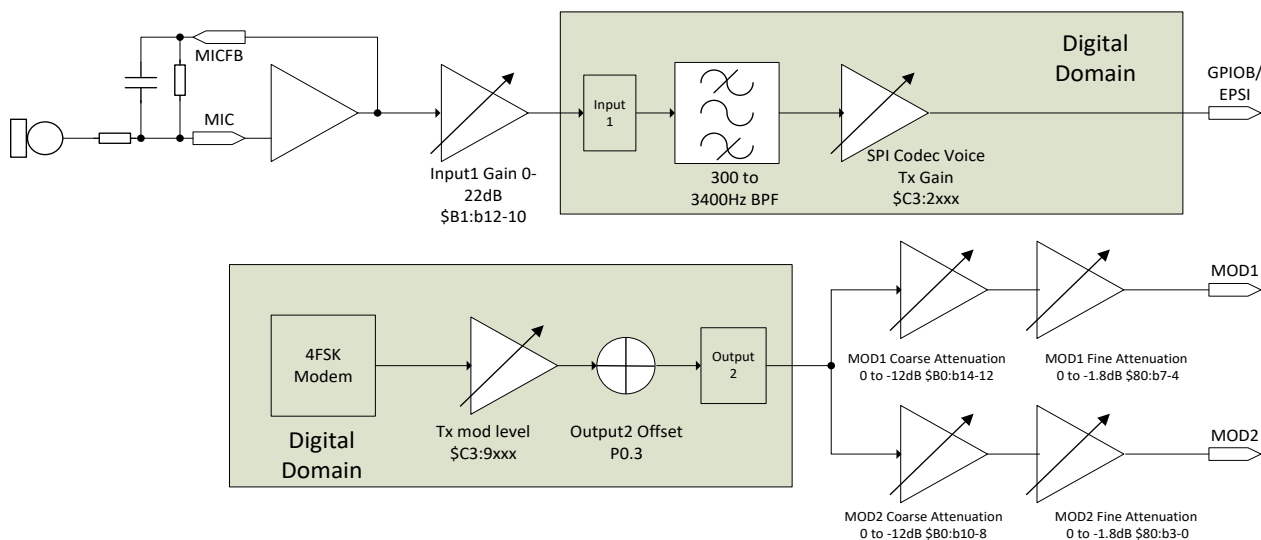 MICFB
MIC
Input1 Gain 0-
22dB
$B1:b12-10
Input
1
300 to
3400Hz BPF
SPI Codec Voice
Tx Gain
$C3:2xxx
Digital
Domain
GPIOB/
EPSI
4FSK
Modem
Digital
Domain
Tx mod level
$C3:9xxx
Output2 Offset
P0.3
Output
2
MOD1 Coarse Attenuation
0 to -12dB $B0:b14-12
MOD1 Fine Attenuation
0 to -1.8dB $80:b7-4
MOD1
MOD2 Coarse Attenuation
0 to -12dB $B0:b10-8
MOD2 Fine Attenuation
0 to -1.8dB $80:b3-0
MOD2